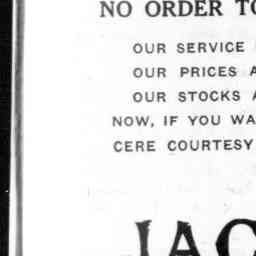 NO ORDER TO
OUR SERVICE
OUR PRICES A
OUR STOCKS A
NOW, IF YOU WA
CERE COURTESY
JAC